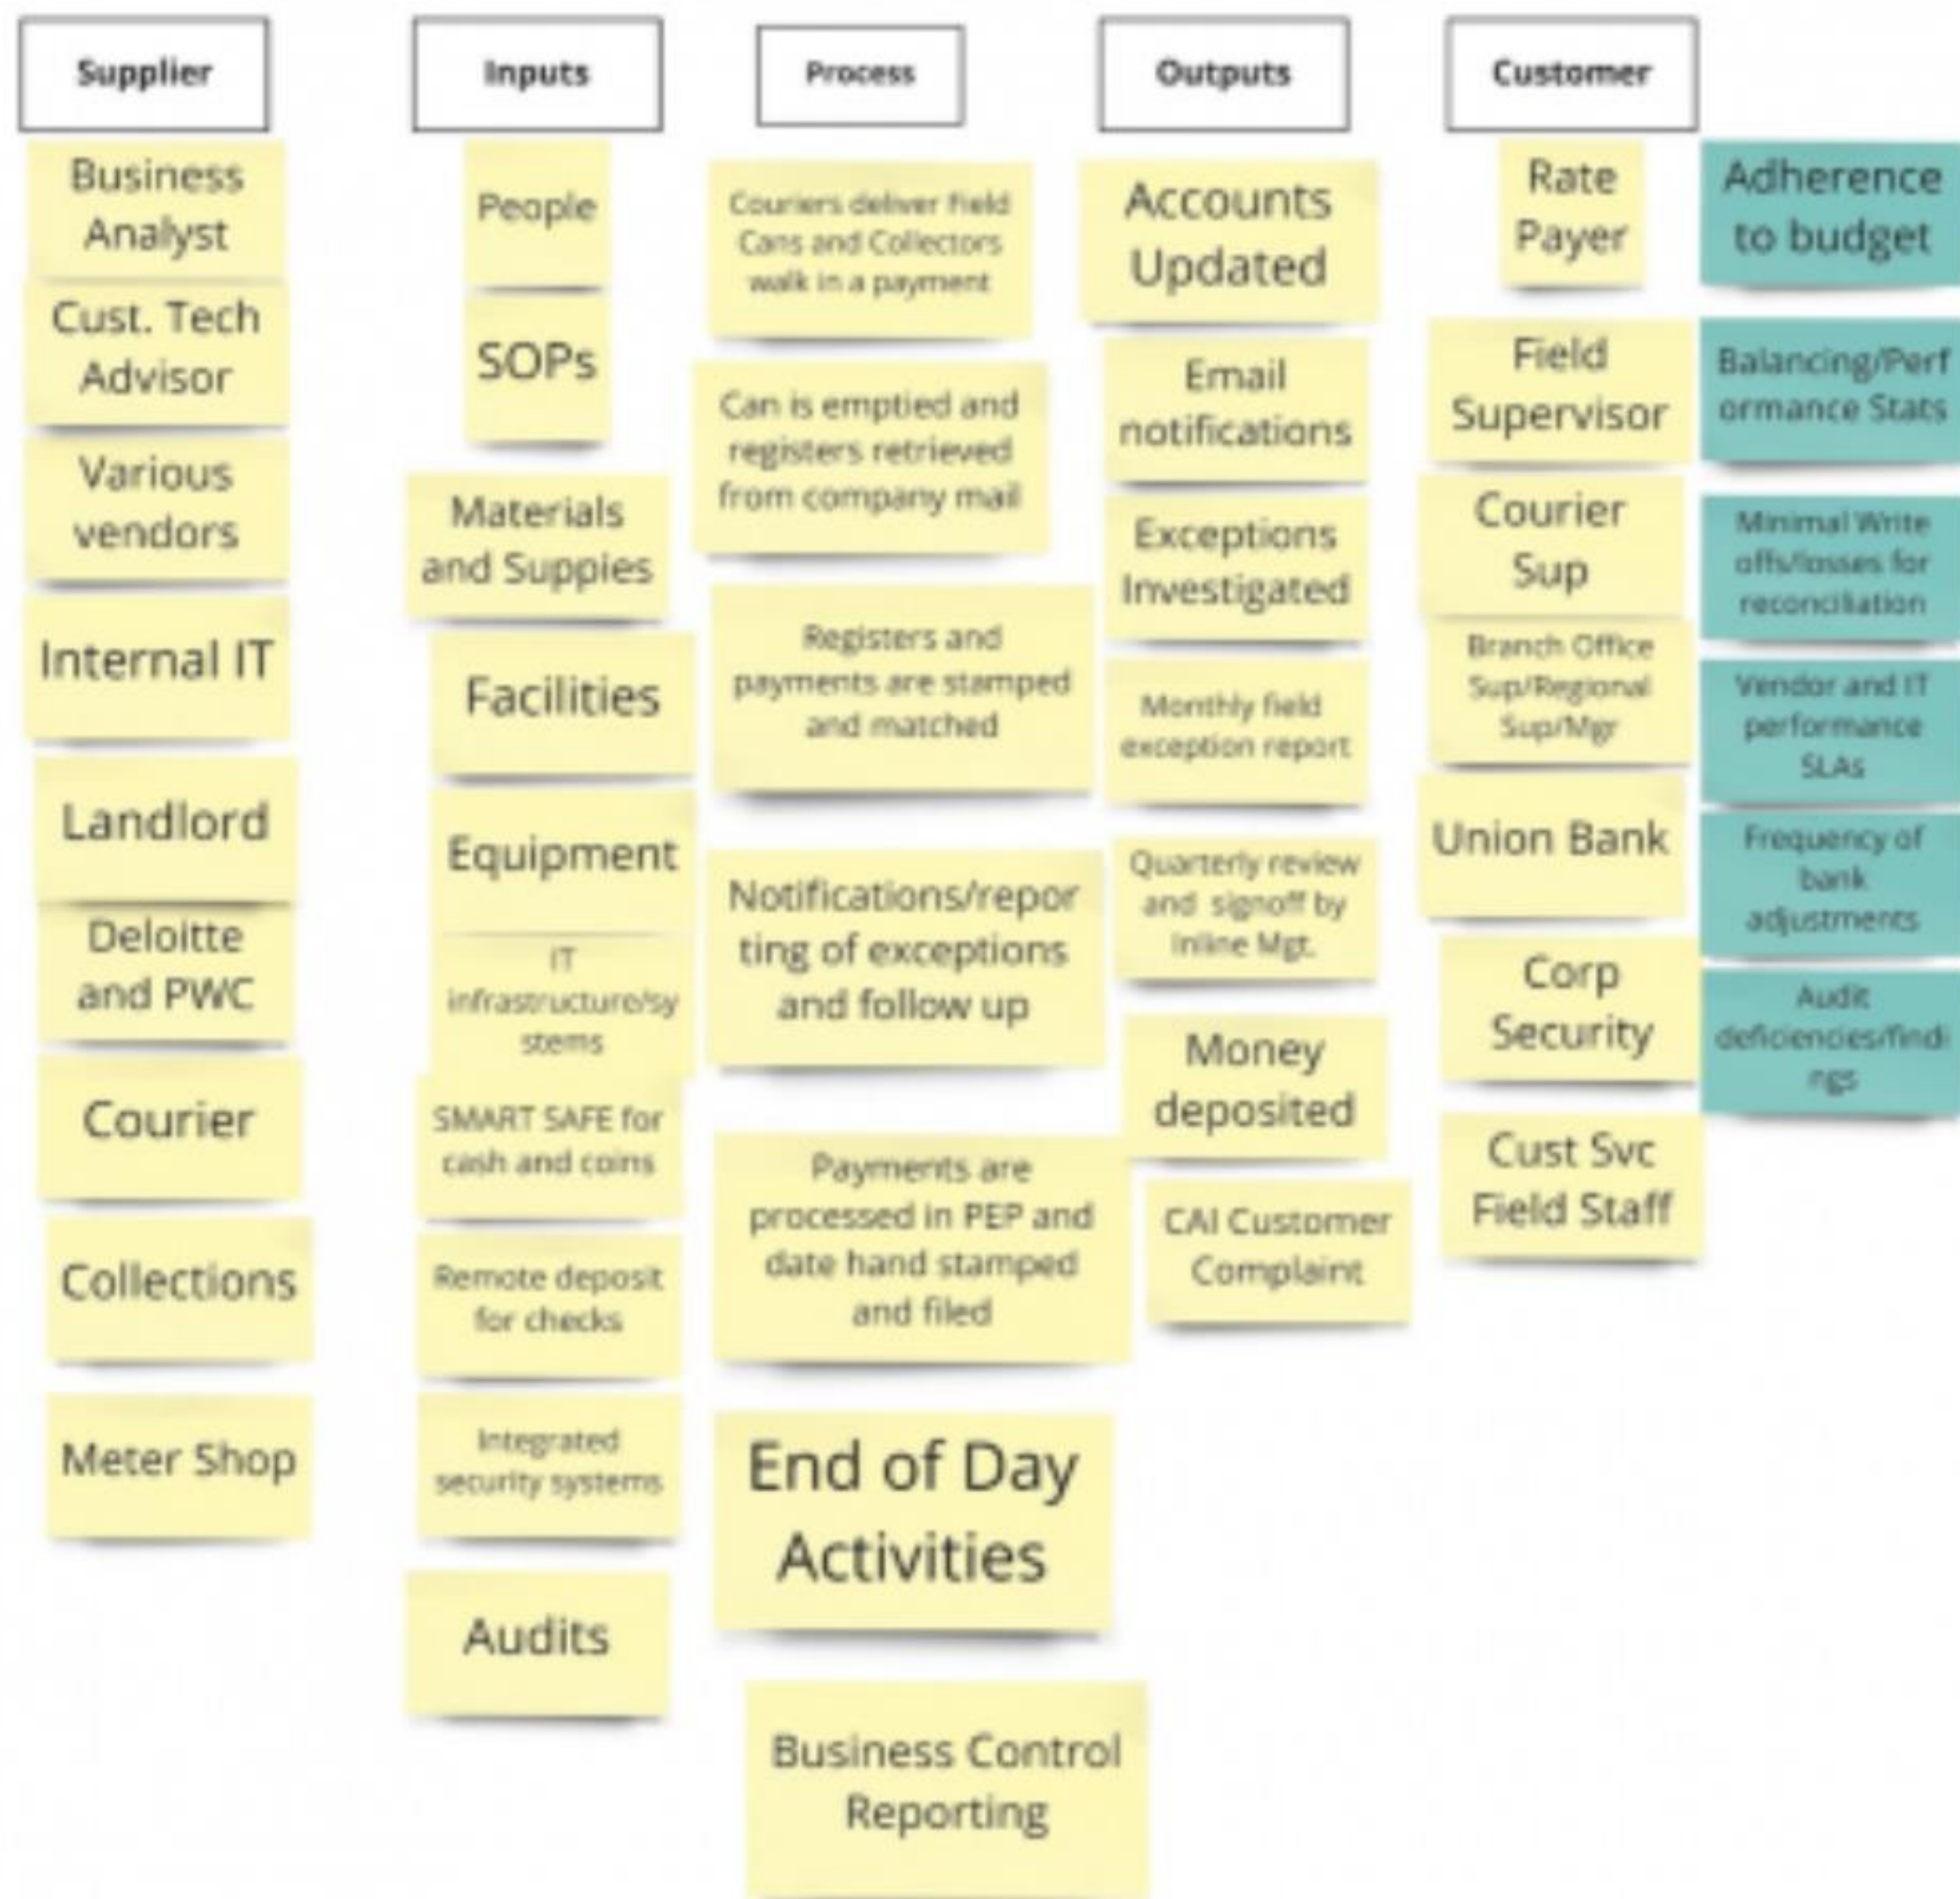 Supplier
Business
Analyst
Cust. Tech
Advisor
Various
vendors
Internal IT
Landlord
Deloitte
and PWC
Courier
Collections
Meter Shop
Inputs
People
SOPs
Materials
and Suppies
Facilities
Equipment
IT
infrastructure/sy
stems
SMART SAFE for
cash and coins
Remote deposit
for checks
Integrated
security systems
Audits
Process
Couriers deliver Field
Cans and Collectors
walk in a payment
Can is emptied and
registers retrieved
from company mail
Registers and
payments are stamped
and matched
Notifications/repor
ting of exceptions
and follow up
Payments are
processed in PEP and
date hand stamped
and filed
End of Day
Activities
Business Control
Reporting
Outputs
Accounts
Updated
Email
notifications
Exceptions
Investigated
Monthly field
exception report
Quarterly review
and signoff by
Inline Mgt.
Money
deposited
CAI Customer
Complaint
Customer
Rate
Payer
Field
Supervisor
Courier
Sup
Branch Office
Sup/Regional
Sup/Mgr
Union Bank
Corp
Security
Cust Svc
Field Staff
Adherence
to budget
Balancing/Perf
ormance Stats
Minimal Write
offs/losses for
reconciliation
Vendor and IT
performance
SLAs
Frequency of
bank
adjustments
Audit
deficiencies/findi
ngs